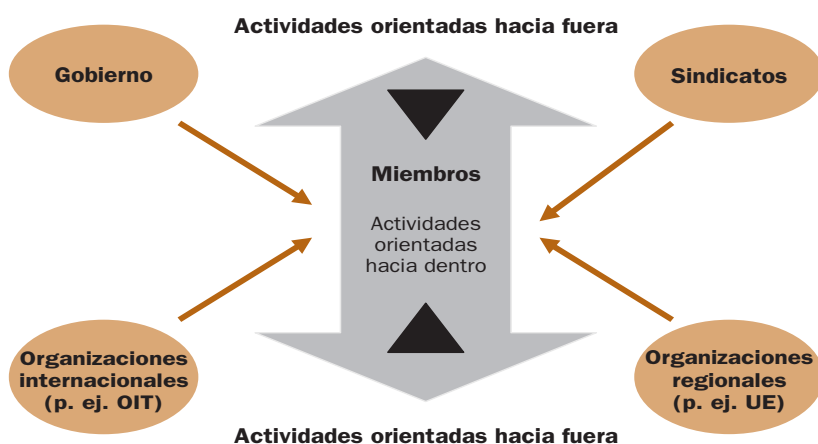 Actividades orientadas hacia fuera
Gobierno
Sindicatos
Miembros
Actividades
orientadas
hacia dentro
Organizaciones
internacionales
(p. ej. OIT)
Organizaciones
regionales
(p. ej. UE)
Actividades orientadas hacia fuera